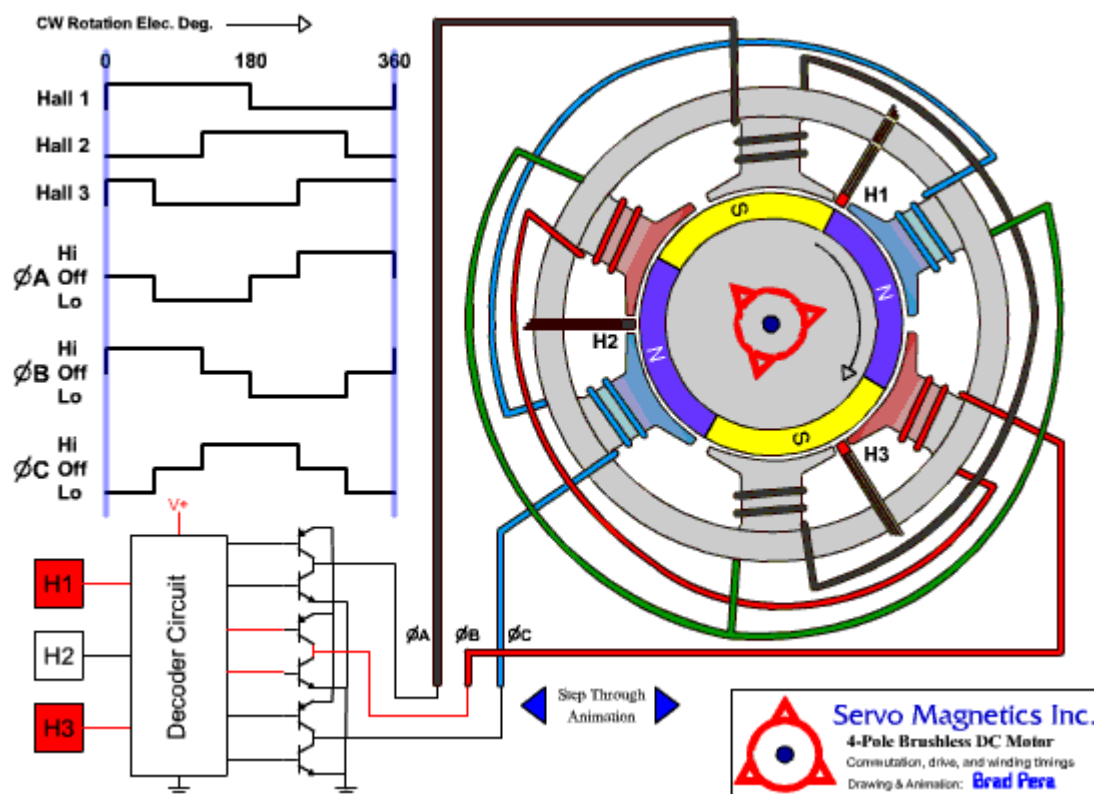 CW Rotation Elec. Deg.
0 180 360
Hall 1
Hall 2
Hall 3
Hi
ØA Off
Lo
Hi
ØB Off
Lo
Hi
ØC Off
Lo
V+
H1
H2
H3
Decoder Circuit
ØA ØB ØC
S
N
N
S
H1
H2
H3
Step Through
Animation
Servo Magnetics Inc.
4-Pole Brushless DC Motor
Commutation, drive, and winding timings
Drawing & Animation: Brad Pera